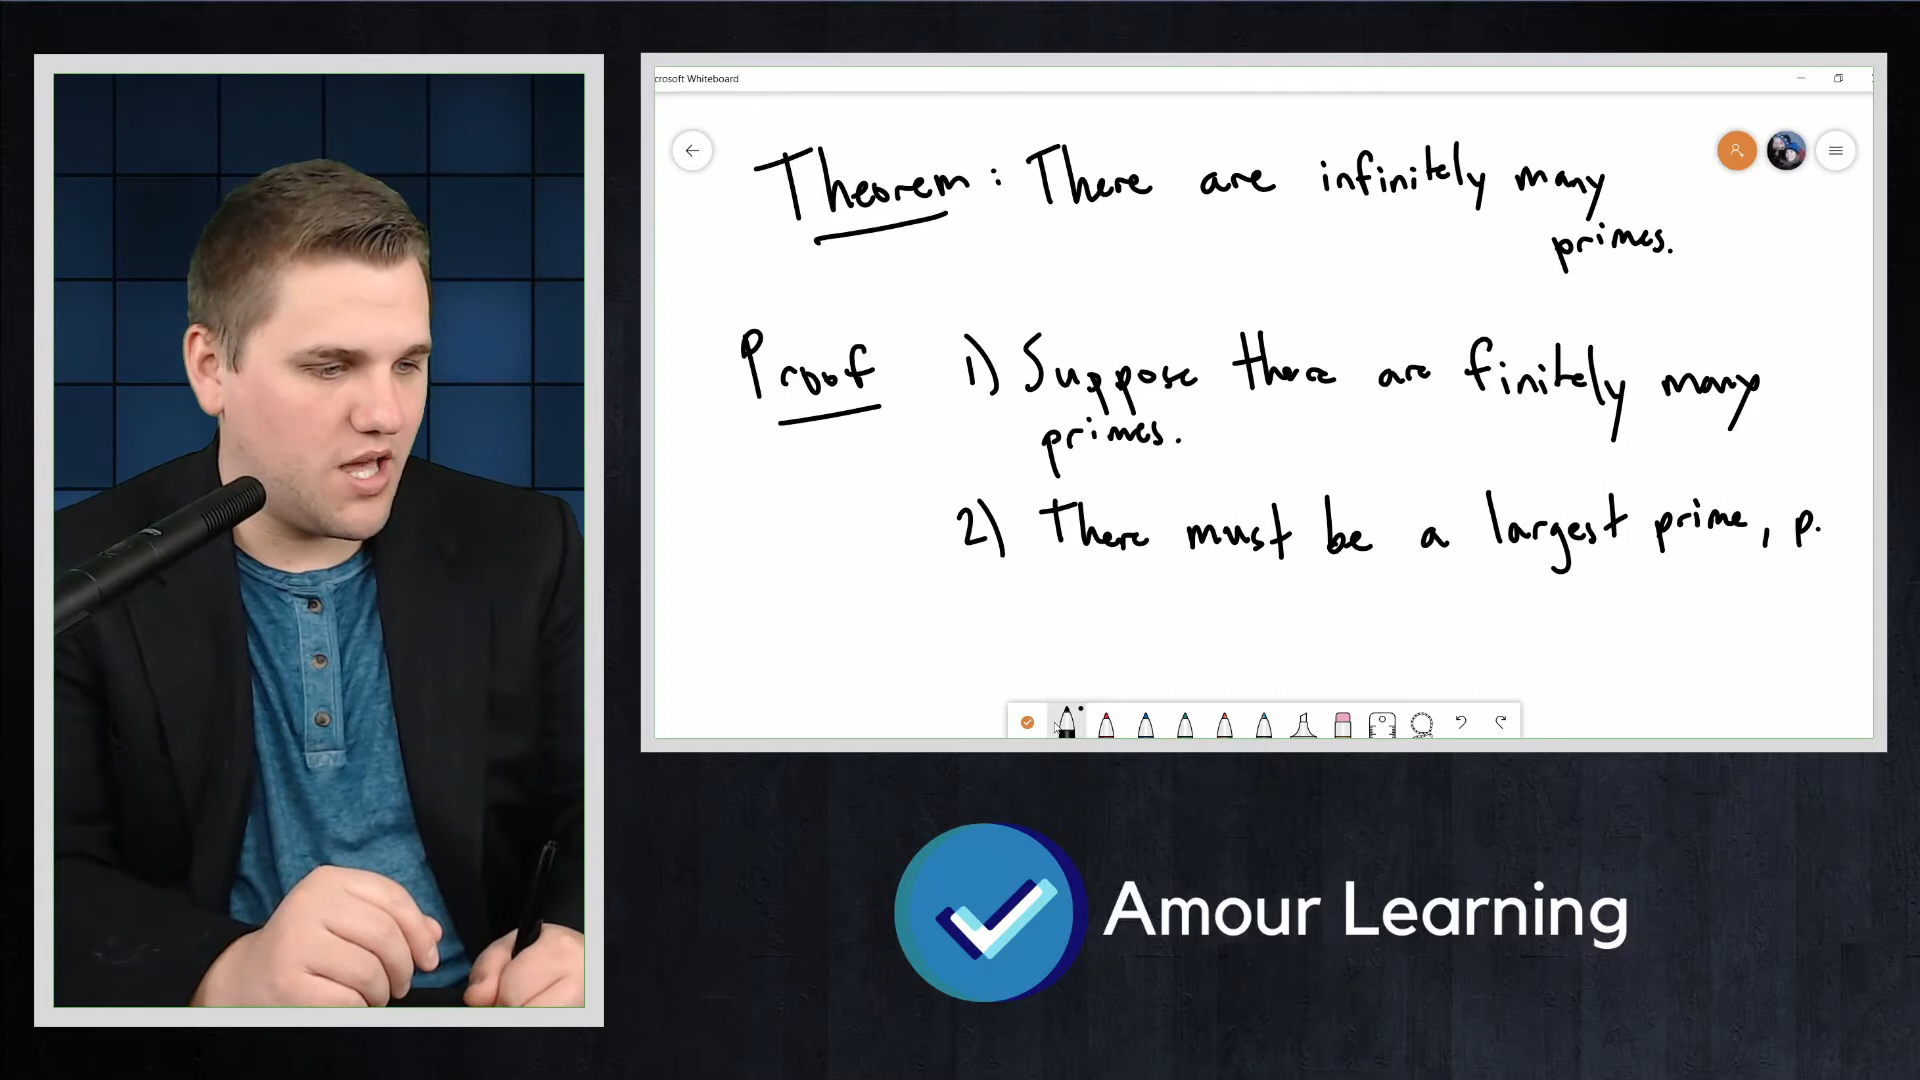 crosoft Whiteboard
Theorem: There are infinitely many
primes.
Proof 1) Suppose there are finitely many
primes.
2) There must be a largest prime, p.
Amour Learning